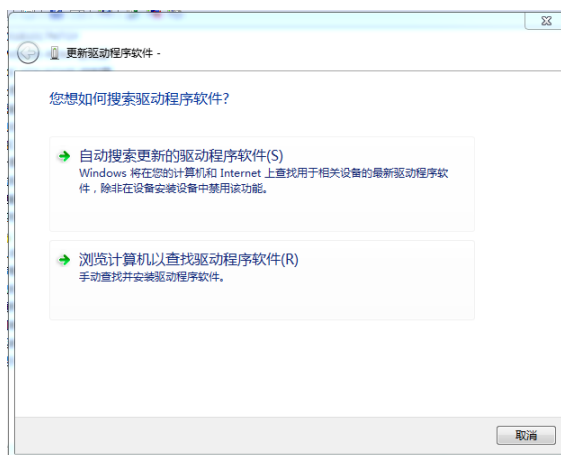 更新驱动程序软件 -
您想如何搜索驱动程序软件?
自动搜索更新的驱动程序软件(S)
Windows 将在您的计算机和 Internet 上查找用于相关设备的最新驱动程序软
件，除非在设备安装设备中禁用该功能。
浏览计算机以查找驱动程序软件(R)
手动查找并安装驱动程序软件。
取消